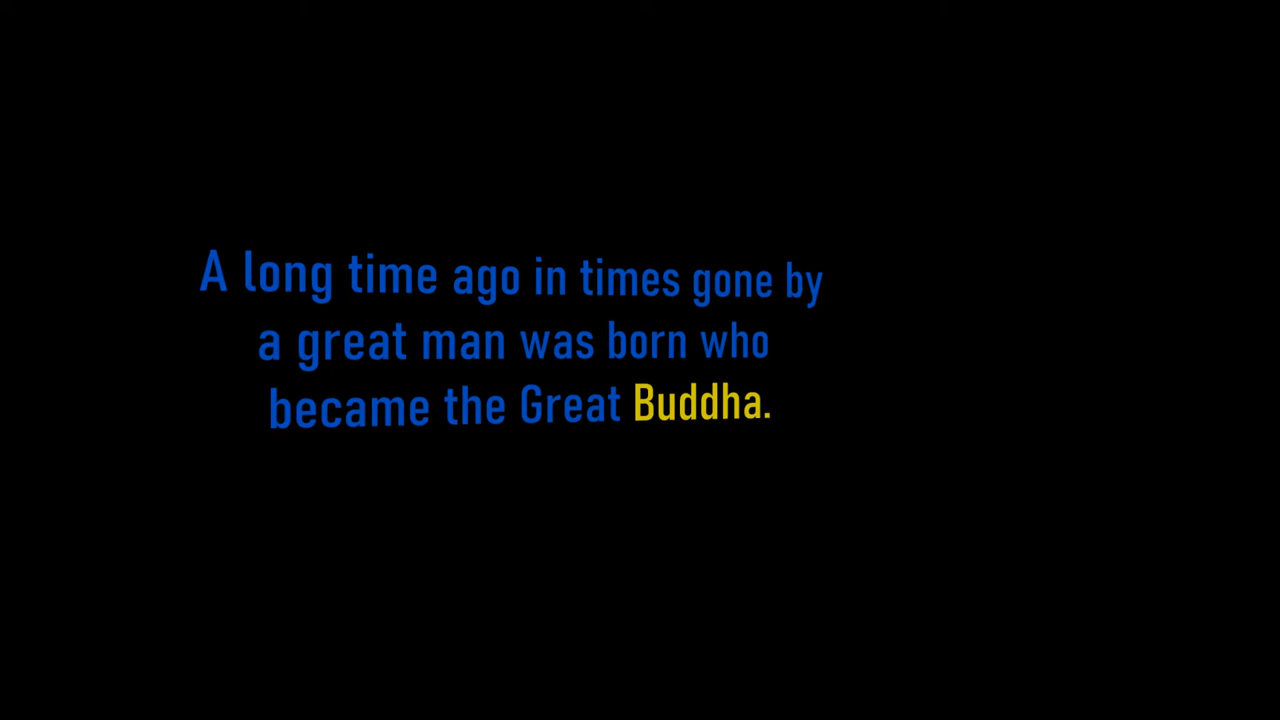 A long time ago in times gone by
a great man was born who
became the Great Buddha.